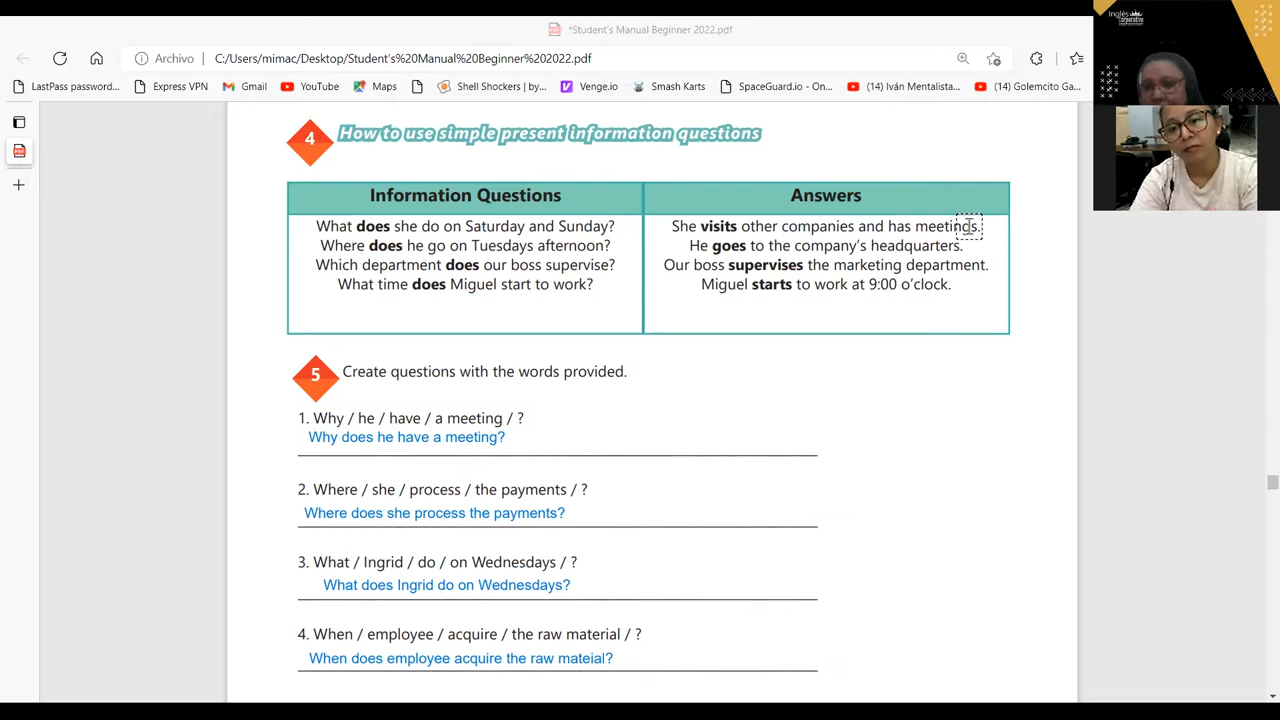 *Student's Manual Beginner 2022.pdf
Archivo
C:/Users/mimac/Desktop/Student's%20Manual%20Beginner%202022.pdf
LastPass password...
Express VPN
Gmail
YouTube
Maps
Shell Shockers | by...
Venge.io
Smash Karts
SpaceGuard.io - On...
(14) Iván Mentalista...
(14) Golemcito Ga...
Inglés
Corporativo
4 How to use simple present information questions
Information Questions
What does she do on Saturday and Sunday?
Where does he go on Tuesdays afternoon?
Which department does our boss supervise?
What time does Miguel start to work?
Answers
She visits other companies and has meetings.
He goes to the company's headquarters.
Our boss supervises the marketing department.
Miguel starts to work at 9:00 o'clock.
5 Create questions with the words provided.
1. Why / he / have / a meeting / ?
Why does he have a meeting?
2. Where / she / process / the payments / ?
Where does she process the payments?
3. What / Ingrid / do / on Wednesdays / ?
What does Ingrid do on Wednesdays?
4. When / employee / acquire / the raw material / ?
When does employee acquire the raw mateial?